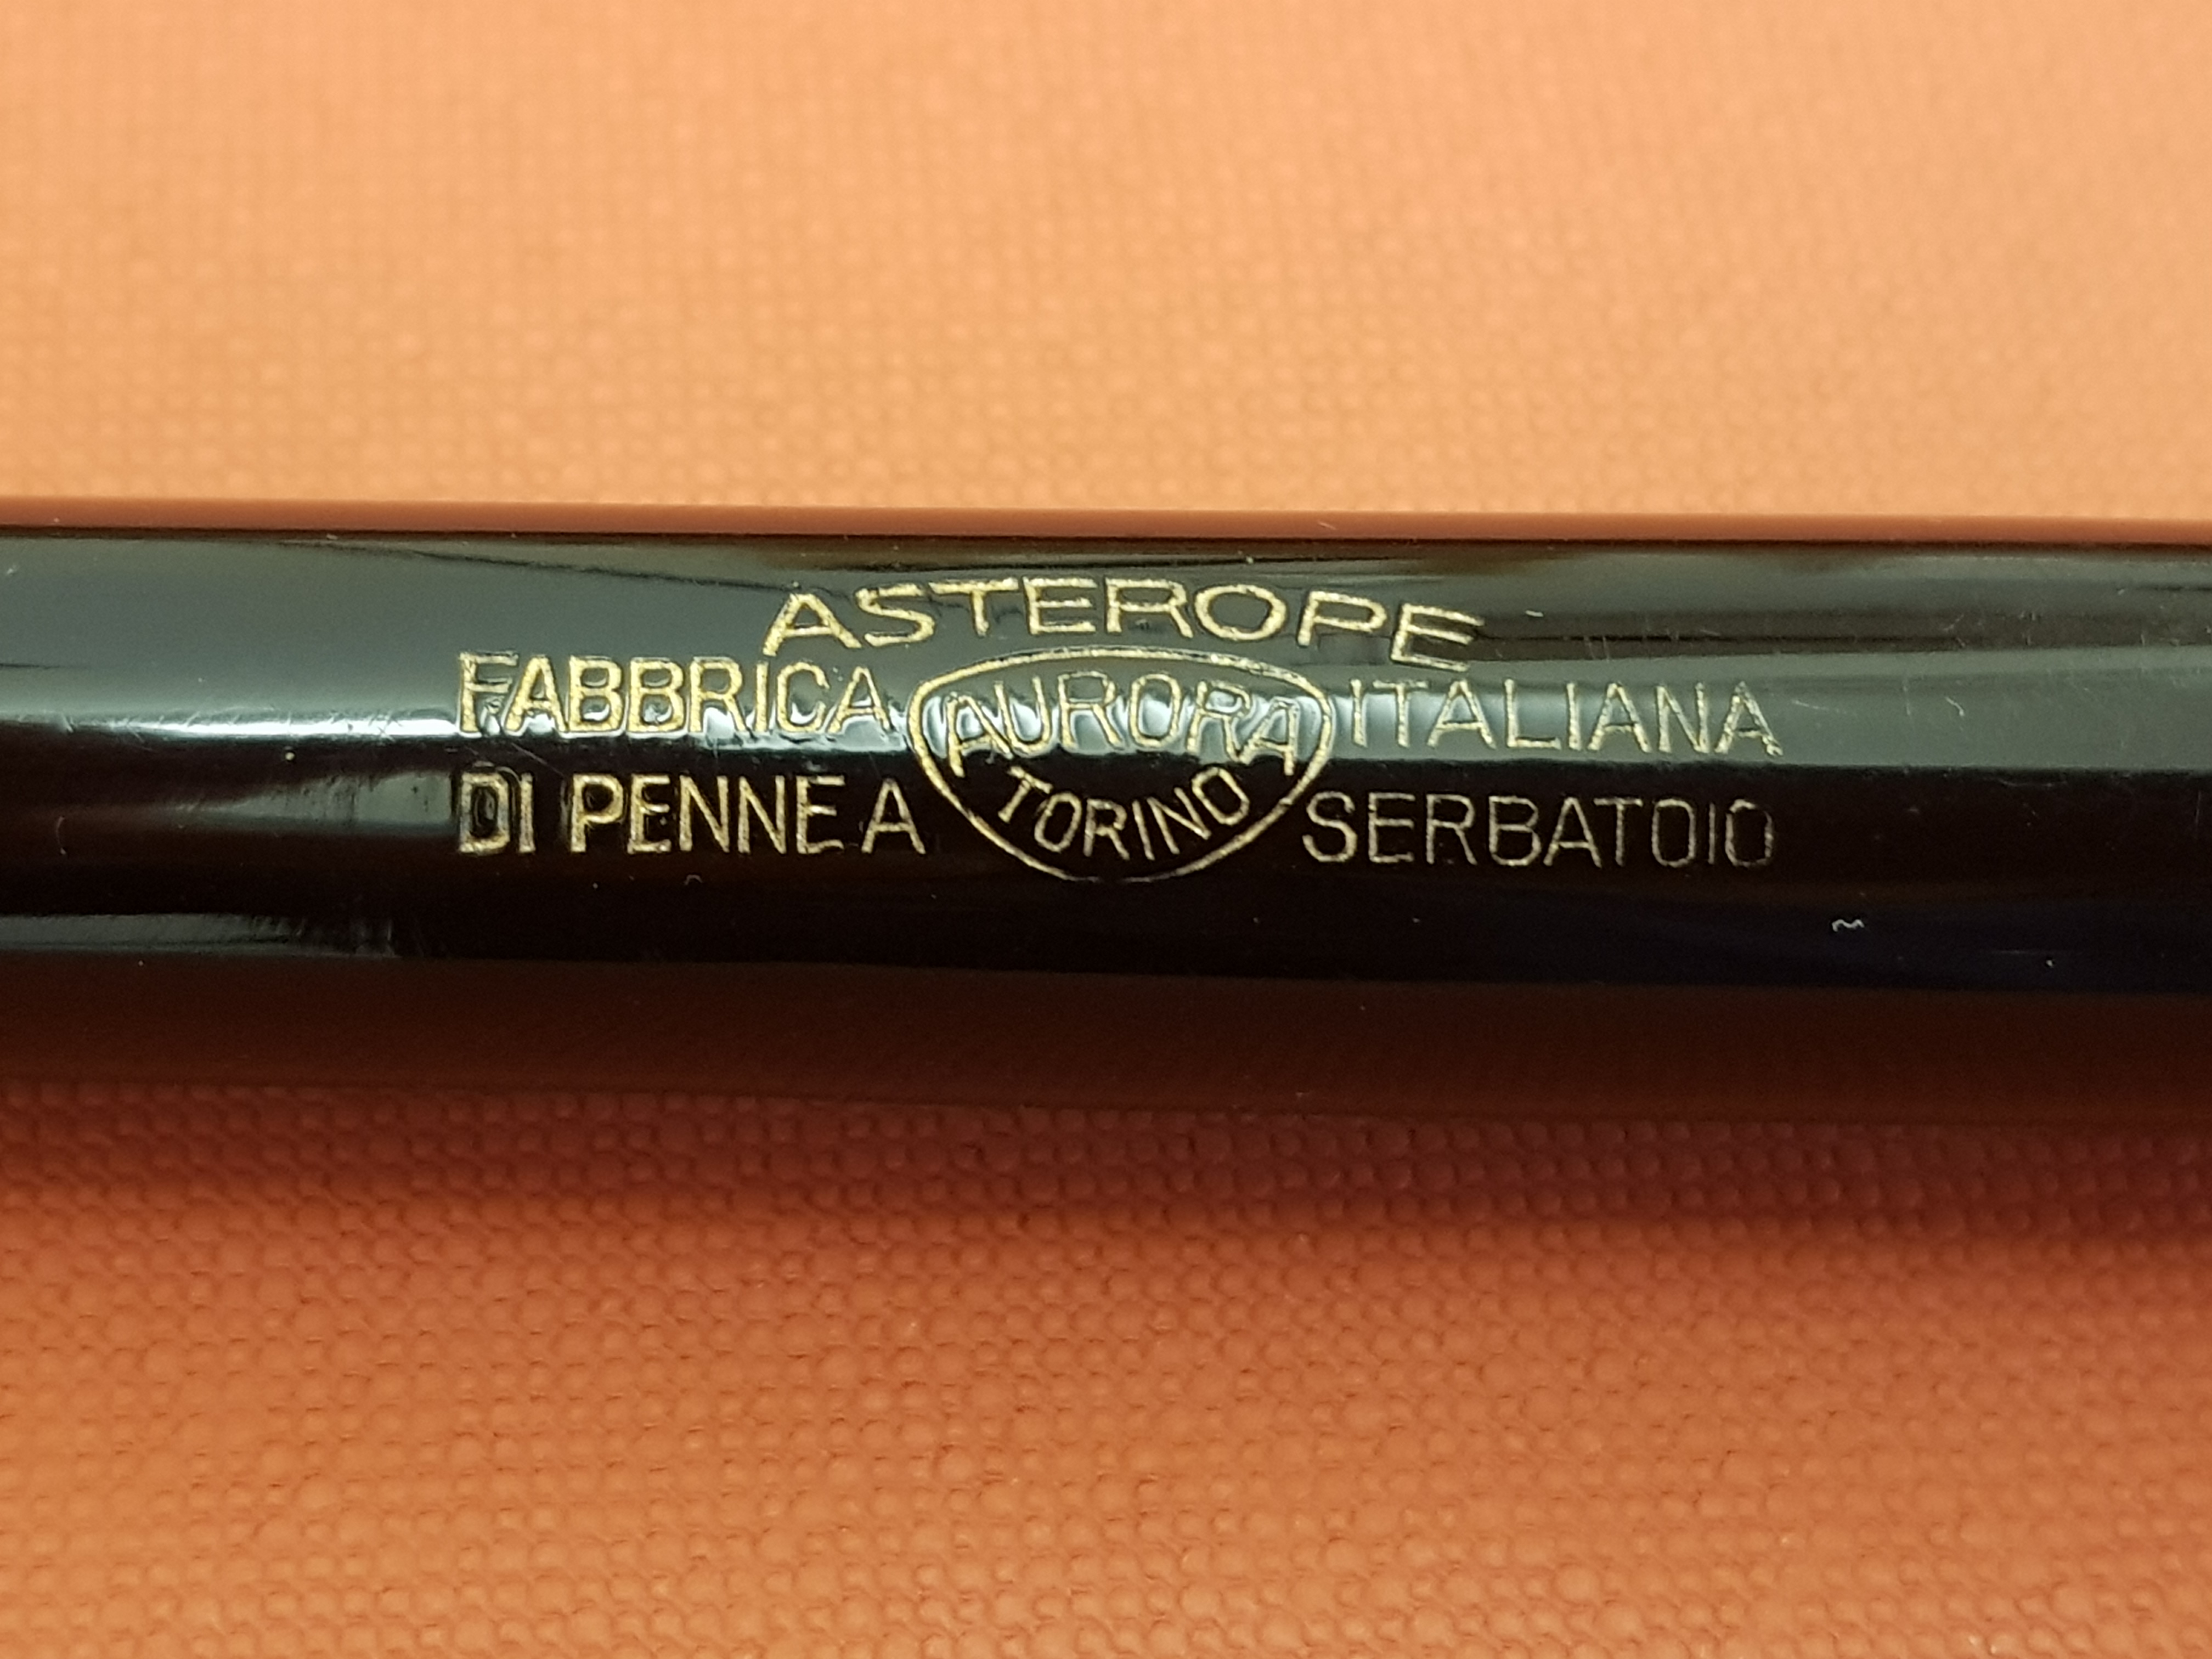 ASTEROPE
FABBRICA AURORA ITALIANA
DI PENNE A TORINO SERBATOIO